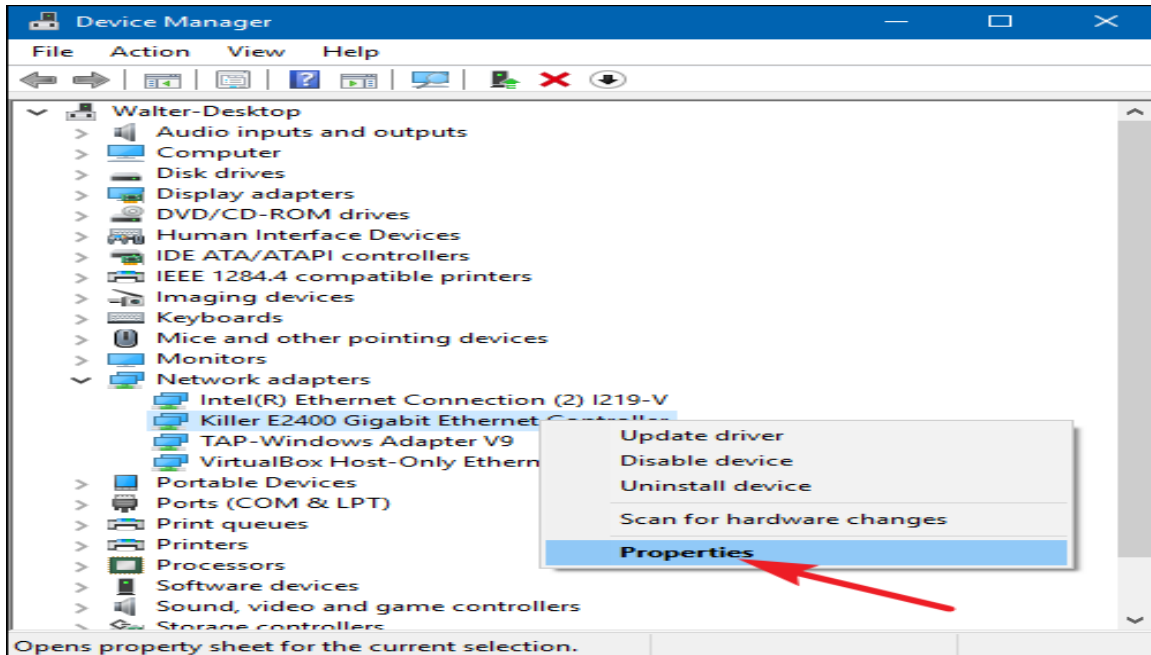 Device Manager
File Action View Help
Walter-Desktop
Audio inputs and outputs
Computer
Disk drives
Display adapters
DVD/CD-ROM drives
Human Interface Devices
IDE ATA/ATAPI controllers
IEEE 1284.4 compatible printers
Imaging devices
Keyboards
Mice and other pointing devices
Monitors
Network adapters
Intel(R) Ethernet Connection (2) I219-V
Killer E2400 Gigabit Ethernet Controller
TAP-Windows Adapter V9
VirtualBox Host-Only Ethern
Portable Devices
Ports (COM & LPT)
Print queues
Printers
Processors
Software devices
Sound, video and game controllers
Storage controllers
Update driver
Disable device
Uninstall device
Scan for hardware changes
Properties
Opens property sheet for the current selection.